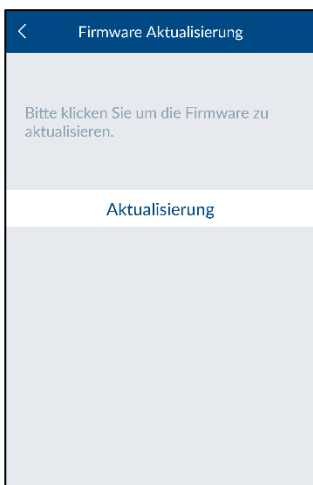 Firmware Aktualisierung
Bitte klicken Sie um die Firmware zu
aktualisieren.
Aktualisierung